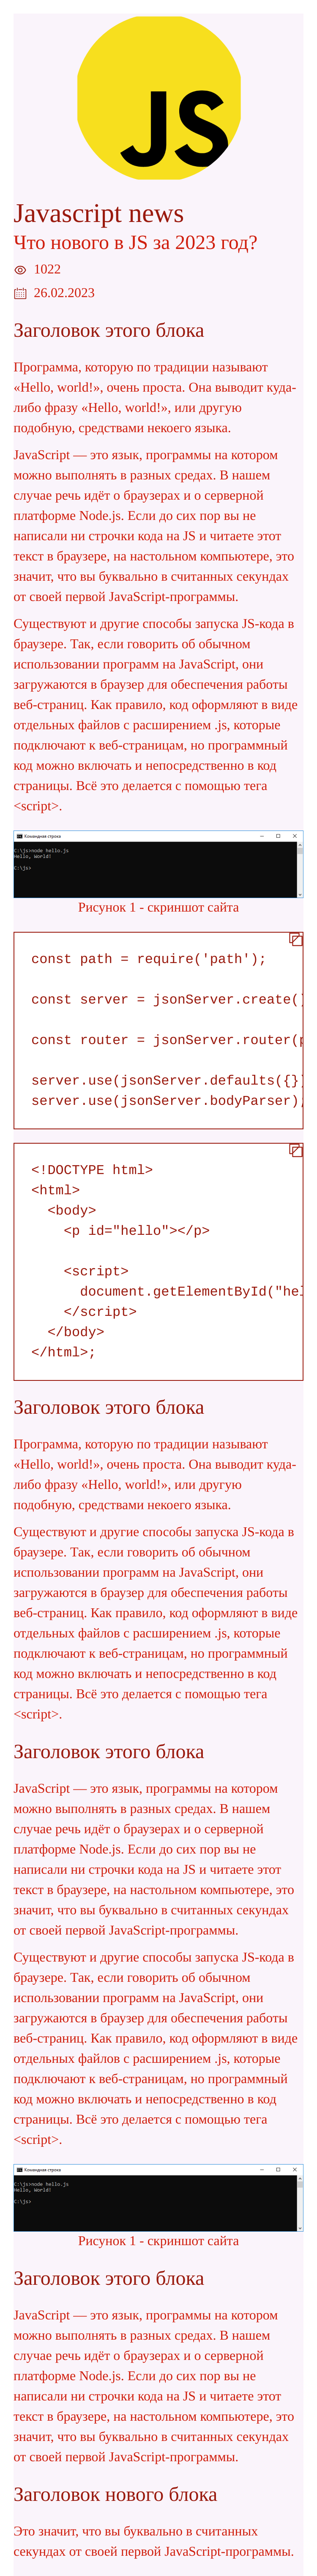 JS
Javascript news
Что нового в JS за 2023 год?
1022
26.02.2023
Заголовок этого блока
Программа, которую по традиции называют
«Hello, world!», очень проста. Она выводит куда-
либо фразу «Hello, world!», или другую
подобную, средствами некоего языка.
JavaScript — это язык, программы на котором
можно выполнять в разных средах. В нашем
случае речь идёт о браузерах и о серверной
платформе Node.js. Если до сих пор вы не
написали ни строчки кода на JS и читаете этот
текст в браузере, на настольном компьютере, это
значит, что вы буквально в считанных секундах
от своей первой JavaScript-программы.
Существуют и другие способы запуска JS-кода в
браузере. Так, если говорить об обычном
использовании программ на JavaScript, они
загружаются в браузер для обеспечения работы
веб-страниц. Как правило, код оформляют в виде
отдельных файлов с расширением .js, которые
подключают к веб-страницам, но программный
код можно включать и непосредственно в код
страницы. Всё это делается с помощью тега
<script>.
Командная строка
C:\js>node hello.js
Hello, World!
C:\js>
Рисунок 1 - скриншот сайта
const path = require('path');
const server = jsonServer.create()
const router = jsonServer.router(p
server.use(jsonServer.defaults({})
server.use(jsonServer.bodyParser);
<!DOCTYPE html>
<html>
<body>
<p id="hello"></p>
<script>
document.getElementById("hel
</script>
</body>
</html>;
Заголовок этого блока
Программа, которую по традиции называют
«Hello, world!», очень проста. Она выводит куда-
либо фразу «Hello, world!», или другую
подобную, средствами некоего языка.
Существуют и другие способы запуска JS-кода в
браузере. Так, если говорить об обычном
использовании программ на JavaScript, они
загружаются в браузер для обеспечения работы
веб-страниц. Как правило, код оформляют в виде
отдельных файлов с расширением .js, которые
подключают к веб-страницам, но программный
код можно включать и непосредственно в код
страницы. Всё это делается с помощью тега
<script>.
Заголовок этого блока
JavaScript — это язык, программы на котором
можно выполнять в разных средах. В нашем
случае речь идёт о браузерах и о серверной
платформе Node.js. Если до сих пор вы не
написали ни строчки кода на JS и читаете этот
текст в браузере, на настольном компьютере, это
значит, что вы буквально в считанных секундах
от своей первой JavaScript-программы.
Существуют и другие способы запуска JS-кода в
браузере. Так, если говорить об обычном
использовании программ на JavaScript, они
загружаются в браузер для обеспечения работы
веб-страниц. Как правило, код оформляют в виде
отдельных файлов с расширением .js, которые
подключают к веб-страницам, но программный
код можно включать и непосредственно в код
страницы. Всё это делается с помощью тега
<script>.
Командная строка
C:\js>node hello.js
Hello, World!
C:\js>
Рисунок 1 - скриншот сайта
Заголовок этого блока
JavaScript — это язык, программы на котором
можно выполнять в разных средах. В нашем
случае речь идёт о браузерах и о серверной
платформе Node.js. Если до сих пор вы не
написали ни строчки кода на JS и читаете этот
текст в браузере, на настольном компьютере, это
значит, что вы буквально в считанных секундах
от своей первой JavaScript-программы.
Заголовок нового блока
Это значит, что вы буквально в считанных
секундах от своей первой JavaScript-программы.